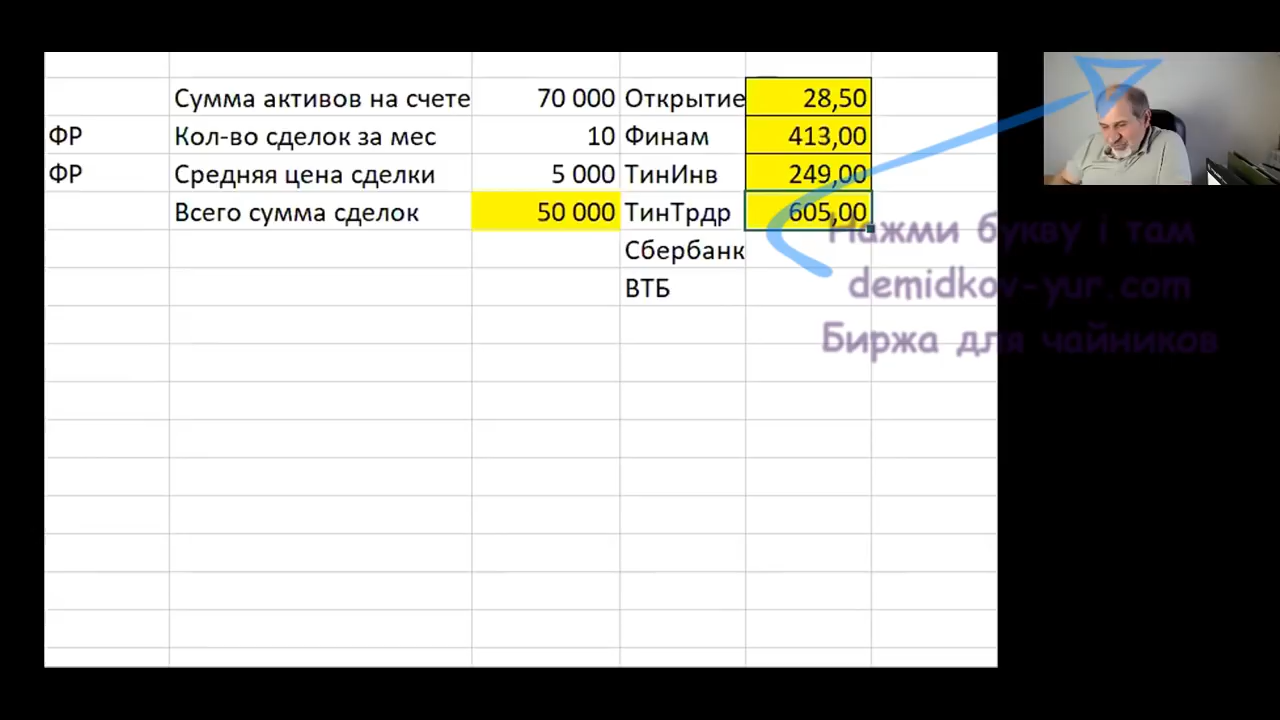 Сумма активов на счете 70 000 Открытие 28,50
ФР Кол-во сделок за мес 10 Финам 413,00
ФР Средняя цена сделки 5 000 ТинИнв 249,00
Всего сумма сделок 50 000 ТинТрдр 605,00
Сбербанк
ВТБ
Нажми букву i там
demidkov-yur.com
Биржа для чайников